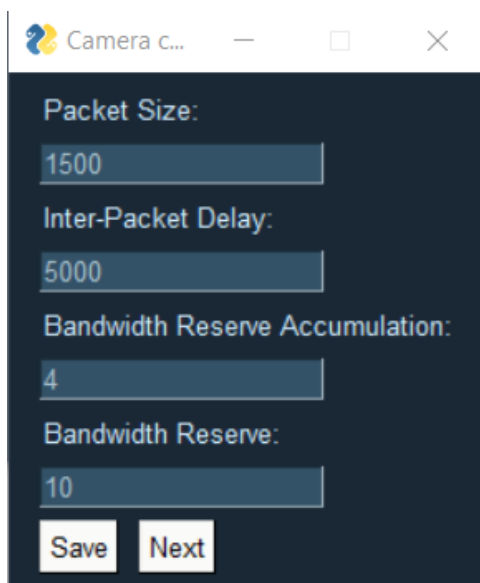 Camera c...
Packet Size:
1500
Inter-Packet Delay:
5000
Bandwidth Reserve Accumulation:
4
Bandwidth Reserve:
10
Save Next